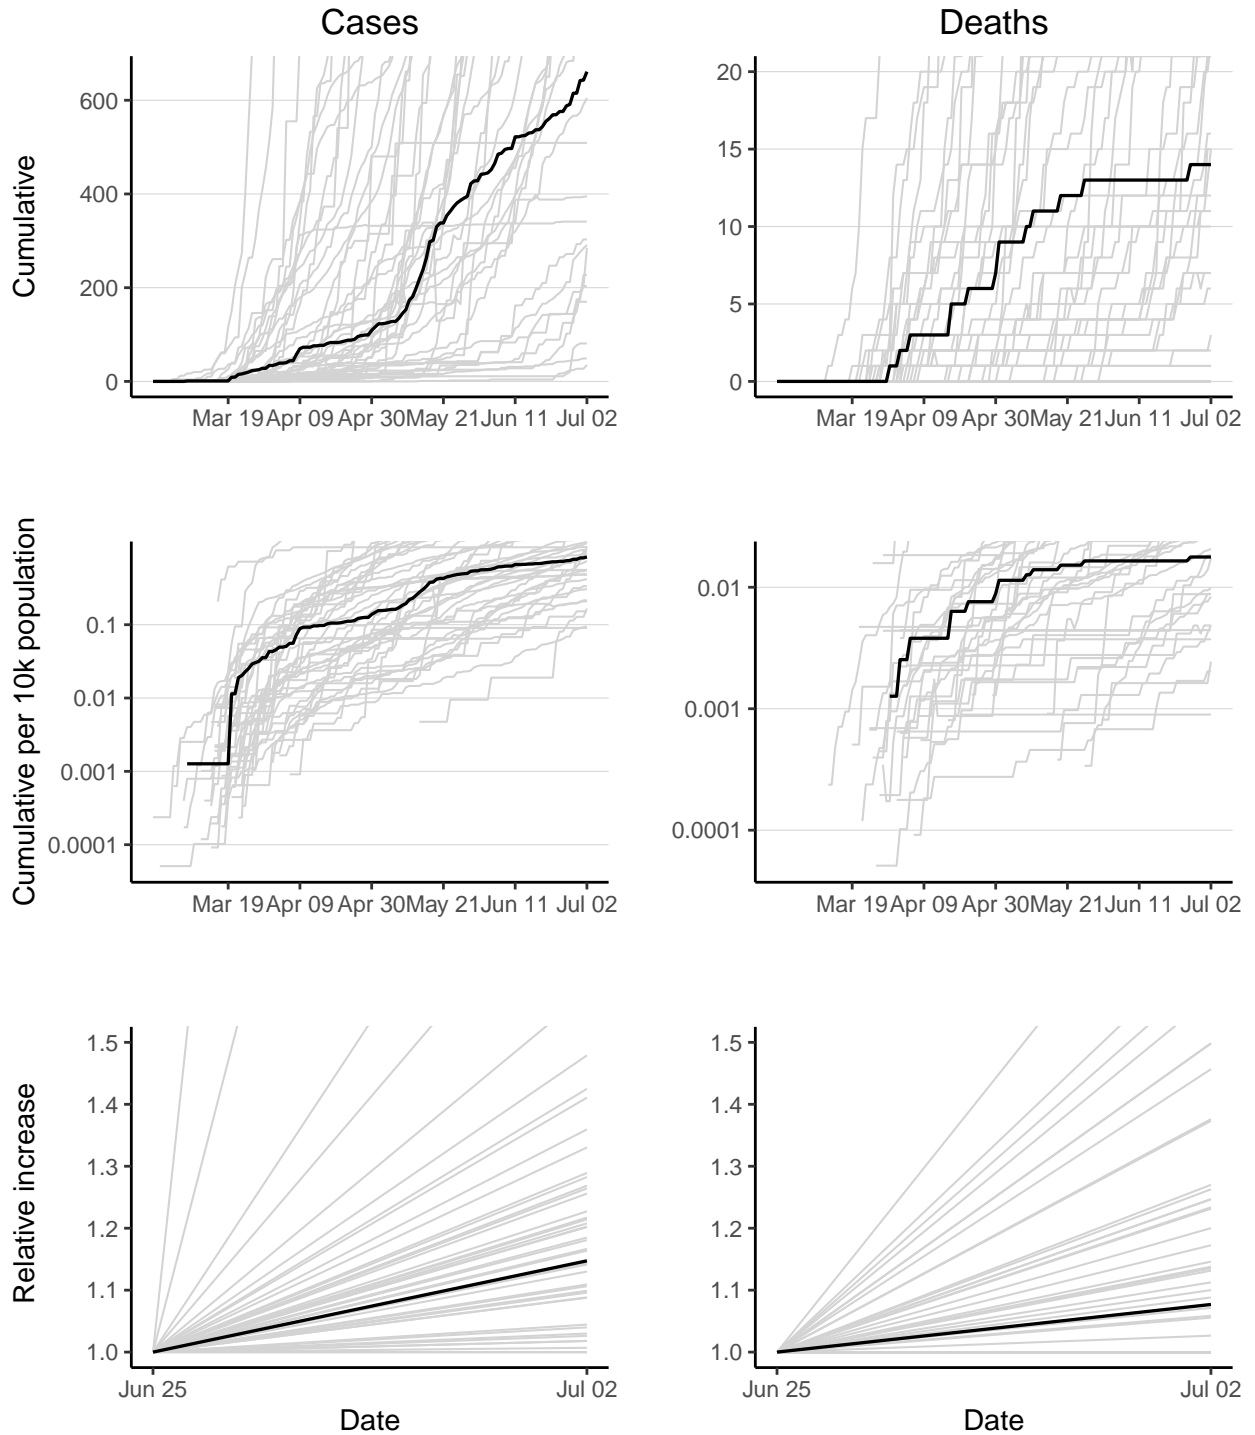 Cases
Deaths
Cumulative
600
400
200
0
Mar 19 Apr 09 Apr 30 May 21 Jun 11 Jul 02
20
15
10
5
0
Mar 19 Apr 09 Apr 30 May 21 Jun 11 Jul 02
Cumulative per 10k population
0.1
0.01
0.001
0.0001
Mar 19 Apr 09 Apr 30 May 21 Jun 11 Jul 02
0.01
0.001
0.0001
Mar 19 Apr 09 Apr 30 May 21 Jun 11 Jul 02
Relative increase
1.5
1.4
1.3
1.2
1.1
1.0
Jun 25 Jul 02
Date
1.5
1.4
1.3
1.2
1.1
1.0
Jun 25 Jul 02
Date